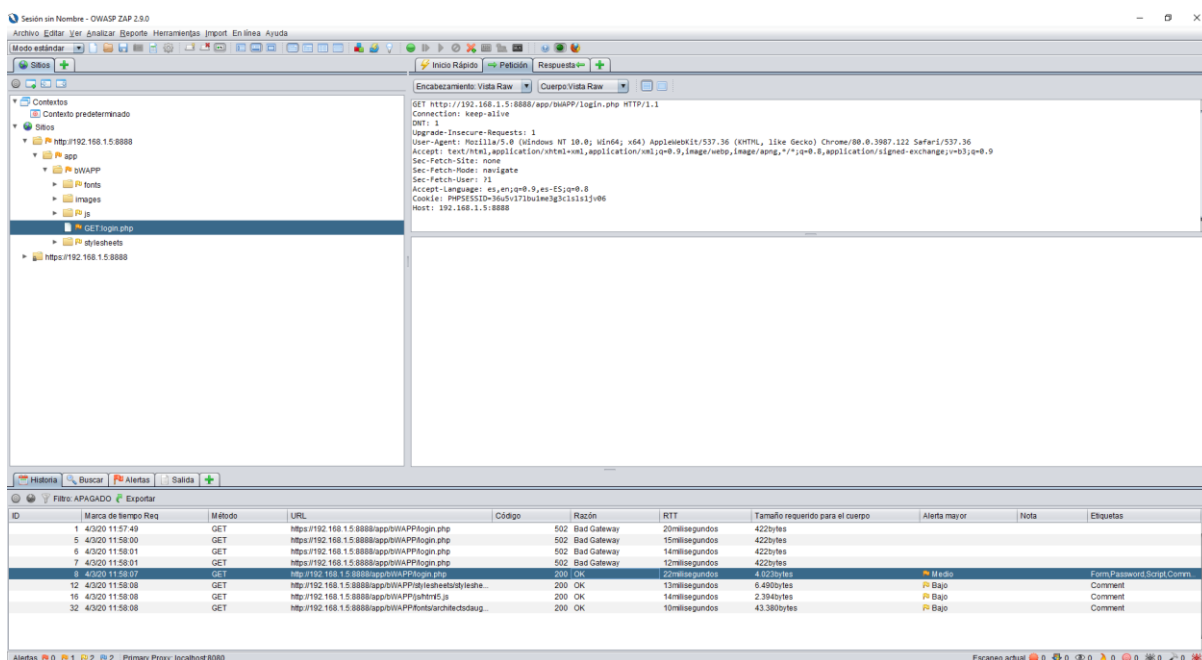 Sesión sin Nombre - OWASP ZAP 2.9.0
Archivo Editar Ver Analizar Reporte Herramientas Import En línea Ayuda
Modo estándar
Sitios
Inicio Rápido Petición Respuesta
Encabezamiento: Vista Raw Cuerpo:Vista Raw
Contextos
Contexto predeterminado
Sitios
http://192.168.1.5:8888
app
bWAPP
fonts
images
js
GET:login.php
stylesheets
https://192.168.1.5:8888
GET http://192.168.1.5:8888/app/bWAPP/login.php HTTP/1.1
Connection: keep-alive
DNT: 1
Upgrade-Insecure-Requests: 1
User-Agent: Mozilla/5.0 (Windows NT 10.0; Win64; x64) AppleWebKit/537.36 (KHTML, like Gecko) Chrome/80.0.3987.122 Safari/537.36
Accept: text/html,application/xhtml+xml,application/xml;q=0.9,image/webp,image/apng,*/*;q=0.8,application/signed-exchange;v=b3;q=0.9
Sec-Fetch-Site: none
Sec-Fetch-Mode: navigate
Sec-Fetch-User: ?1
Accept-Language: es,en;q=0.9,es-ES;q=0.8
Cookie:
Host: 192.168.1.5:8888
Historia Buscar Alertas Salida
Filtro: APAGADO Exportar
ID Marca de tiempo Req Método URL Código Razón RTT Tamaño requerido para el cuerpo Alerta mayor Nota Etiquetas
1 4/3/20 11:57:49 GET https://192.168.1.5:8888/app/bWAPP/login.php 502 Bad Gateway 20milisegundos 422bytes
5 4/3/20 11:58:00 GET https://192.168.1.5:8888/app/bWAPP/login.php 502 Bad Gateway 15milisegundos 422bytes
6 4/3/20 11:58:01 GET https://192.168.1.5:8888/app/bWAPP/login.php 502 Bad Gateway 14milisegundos 422bytes
7 4/3/20 11:58:01 GET https://192.168.1.5:8888/app/bWAPP/login.php 502 Bad Gateway 12milisegundos 422bytes
8 4/3/20 11:58:07 GET http://192.168.1.5:8888/app/bWAPP/login.php 200 OK 22milisegundos 4.023bytes Medio Form,Password,Script,Comm...
12 4/3/20 11:58:08 GET http://192.168.1.5:8888/app/bWAPP/stylesheets/styleshe... 200 OK 13milisegundos 6.490bytes Bajo Comment
16 4/3/20 11:58:08 GET http://192.168.1.5:8888/app/bWAPP/js/html5.js 200 OK 14milisegundos 2.394bytes Bajo Comment
32 4/3/20 11:58:08 GET http://192.168.1.5:8888/app/bWAPP/fonts/architectsdaug... 200 OK 10milisegundos 43.380bytes Bajo Comment
Alertas 0 1 2 2 Primary Proxy: localhost:8080 Escaneo actual 0 0 0 0 0 0 0